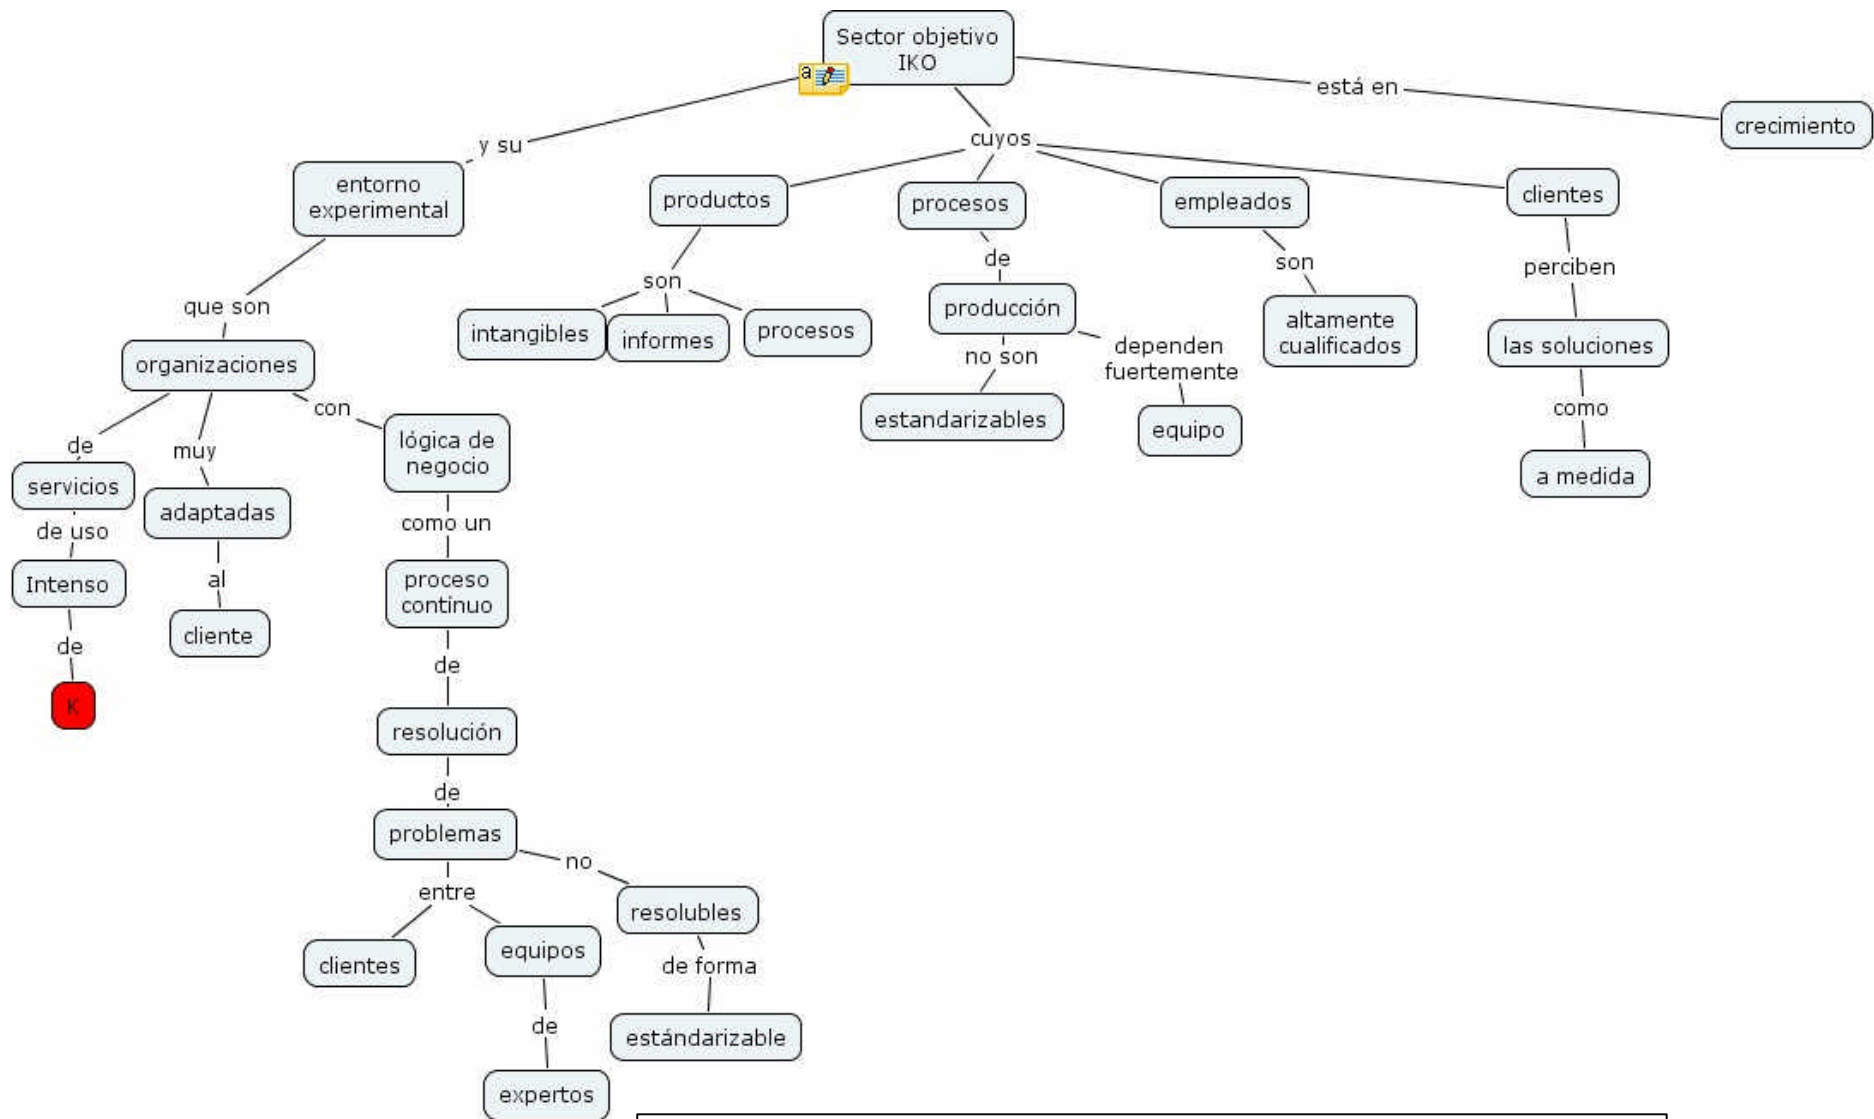 Sector objetivo
IKO
a
está en
crecimiento
y su
cuyos
entorno
experimental
productos
procesos
empleados
clientes
son
de
son
perciben
que son
intangibles
informes
procesos
producción
altamente
cualificados
las soluciones
organizaciones
no son
dependen
fuertemente
como
con
estandarizables
equipo
a medida
de
muy
lógica de
negocio
servicios
adaptadas
de uso
como un
Intenso
al
proceso
contínuo
de
cliente
de
K
resolución
de
problemas
no
entre
resolubles
clientes
equipos
de forma
de
estándarizable
expertos